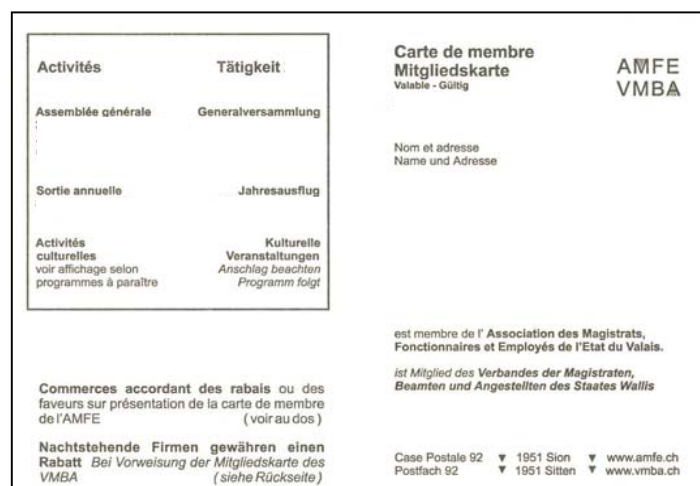 Activités Tätigkeit
Assemblée générale Generalversammlung
Sortie annuelle Jahresausflug
Activités Kulturelle
culturelles Veranstaltungen
voir affichage selon Anschlag beachten
programmes à paraître Programm folgt
Commerces accordant des rabais ou des
faveurs sur présentation de la carte de membre
de l'AMFE ( voir au dos )
Nachtstehende Firmen gewähren einen
Rabatt Bei Vorweisung der Mitgliedskarte des
VMBA ( siehe Rückseite )
Carte de membre
Mitgliedskarte
Valable - Gültig
AMFE
VMBA
Nom et adresse
Name und Adresse
est membre de l' Association des Magistrats,
Fonctionnaires et Employés de l'Etat du Valais.
ist Mitglied des Verbandes der Magistraten,
Beamten und Angestellten des Staates Wallis
Case Postale 92 ▼ 1951 Sion ▼ www.amfe.ch
Postfach 92 ▼ 1951 Sitten ▼ www.vmba.ch